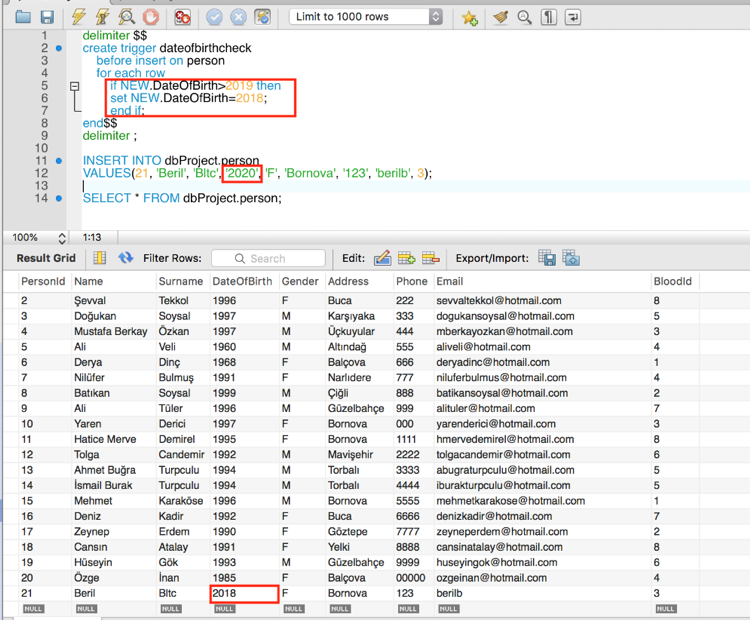 Limit to 1000 rows
1 delimiter $$
2 create trigger dateofbirthcheck
3 before insert on person
4 for each row
5 if NEW.DateOfBirth>2019 then
6 set NEW.DateOfBirth=2018;
7 end if;
8 end$$
9 delimiter ;
10
11 INSERT INTO dbProject.person
12 VALUES(21, 'Beril', 'Bltc', '2020', 'F', 'Bornova', '123', 'berilb', 3);
13
14 SELECT * FROM dbProject.person;
100% 1:13
Result Grid Filter Rows: Search Edit: Export/Import:
PersonId Name Surname DateOfBirth Gender Address Phone Email BloodId
2 Şevval Tekkol 1996 F Buca 222 sevvaltekkol@hotmail.com 8
3 Doğukan Soysal 1997 M Karşıyaka 333 dogukansoysal@hotmail.com 5
4 Mustafa Berkay Özkan 1997 M Üçkuyular 444 mberkayozkan@hotmail.com 3
5 Ali Veli 1960 M Altındağ 555 aliveli@hotmail.com 4
6 Derya Dinç 1968 F Balçova 666 deryadinc@hotmail.com 1
7 Nilüfer Bulmuş 1991 F Narlıdere 777 niluferbulmus@hotmail.com 4
8 Batıkan Soysal 1999 M Çiğli 888 batikansoysal@hotmail.com 2
9 Ali Tüler 1996 M Güzelbahçe 999 alituler@hotmail.com 7
10 Yaren Derici 1997 F Bornova 000 yarenderici@hotmail.com 3
11 Hatice Merve Demirel 1995 F Bornova 1111 hmervedemirel@hotmail.com 8
12 Tolga Candemir 1992 M Mavişehir 2222 tolgacandemir@hotmail.com 6
13 Ahmet Buğra Turpculu 1994 M Torbalı 3333 abugraturpculu@hotmail.com 5
14 İsmail Burak Turpculu 1994 M Torbalı 4444 iburakturpculu@hotmail.com 5
15 Mehmet Karaköse 1996 M Bornova 5555 mehmetkarakose@hotmail.com 1
16 Deniz Kadir 1992 F Buca 6666 denizkadir@hotmail.com 7
17 Zeynep Erdem 1990 F Göztepe 7777 zeyneperdem@hotmail.com 2
18 Cansın Atalay 1991 F Yelki 8888 cansinatalay@hotmail.com 8
19 Hüseyin Gök 1993 M Güzelbahçe 9999 huseyingok@hotmail.com 6
20 Özge İnan 1985 F Balçova 00000 ozgeinan@hotmail.com 4
21 Beril Bltc 2018 F Bornova 123 berilb 3
NULL NULL NULL NULL NULL NULL NULL NULL NULL